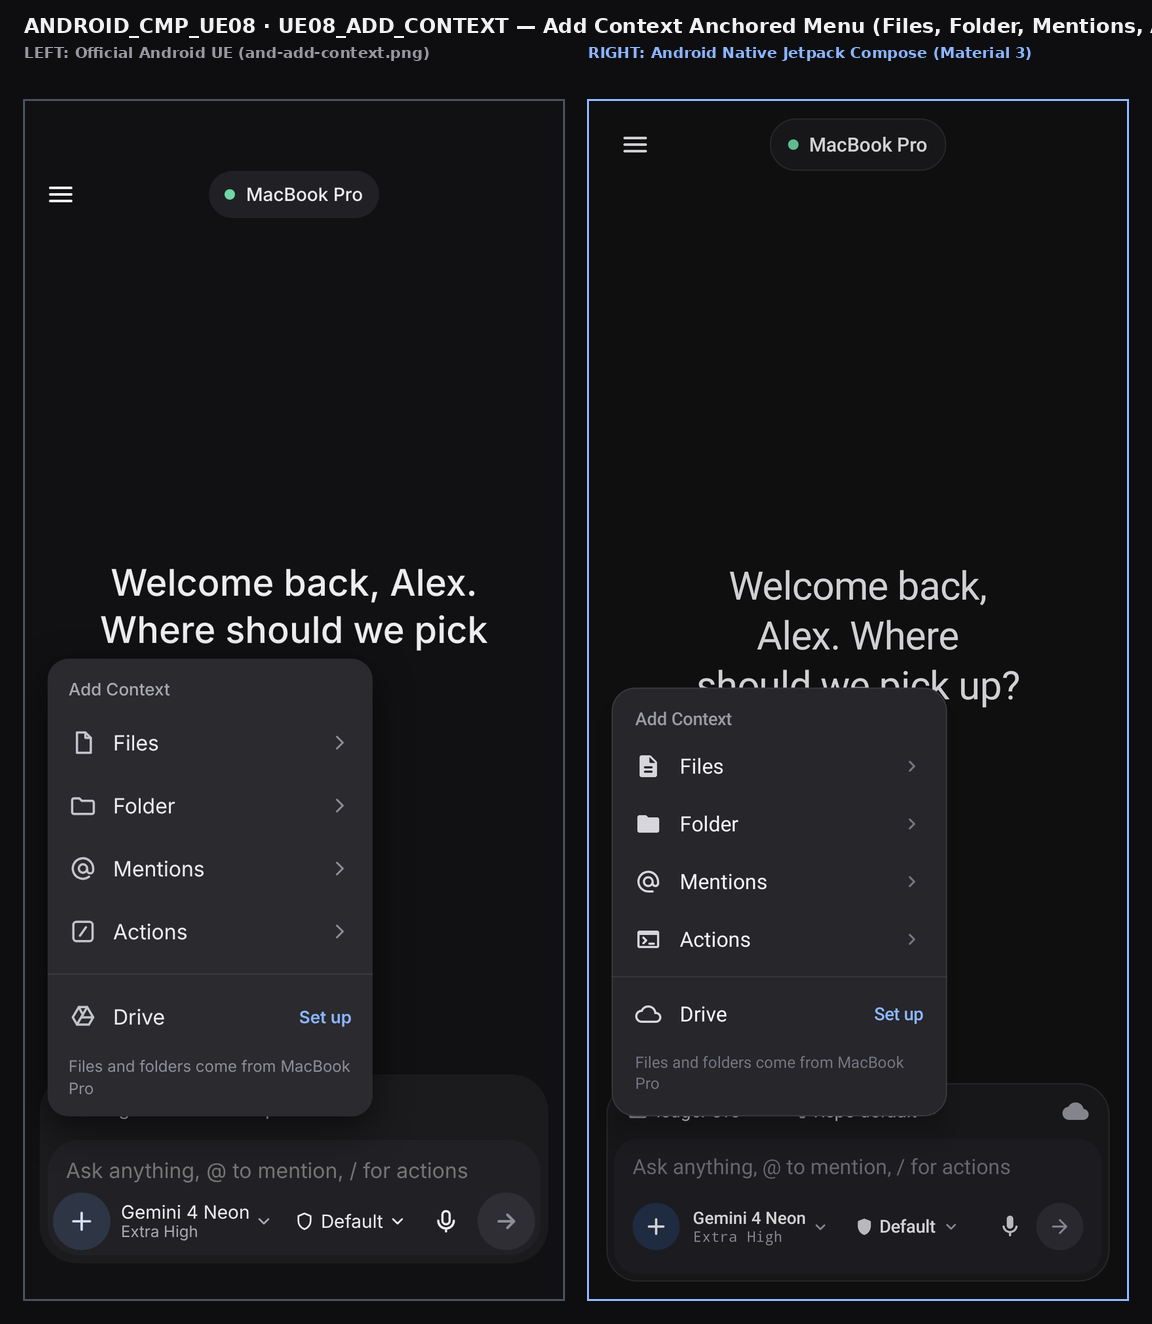 ANDROID_CMP_UE08 · UE08_ADD_CONTEXT — Add Context Anchored Menu (Files, Folder, Mentions,
LEFT: Official Android UE (and-add-context.png)
RIGHT: Android Native Jetpack Compose (Material 3)
MacBook Pro
Welcome back, Alex.
Where should we pick
Add Context
Files
Folder
Mentions
Actions
Drive
Set up
Files and folders come from MacBook
Pro
Ask anything, @ to mention, / for actions
Gemini 4 Neon
Extra High
Default
MacBook Pro
Welcome back,
Alex. Where
should we pick up?
Add Context
Files
Folder
Mentions
Actions
Drive
Set up
Files and folders come from MacBook
Pro
Ask anything, @ to mention, / for actions
Gemini 4 Neon
Extra High
Default